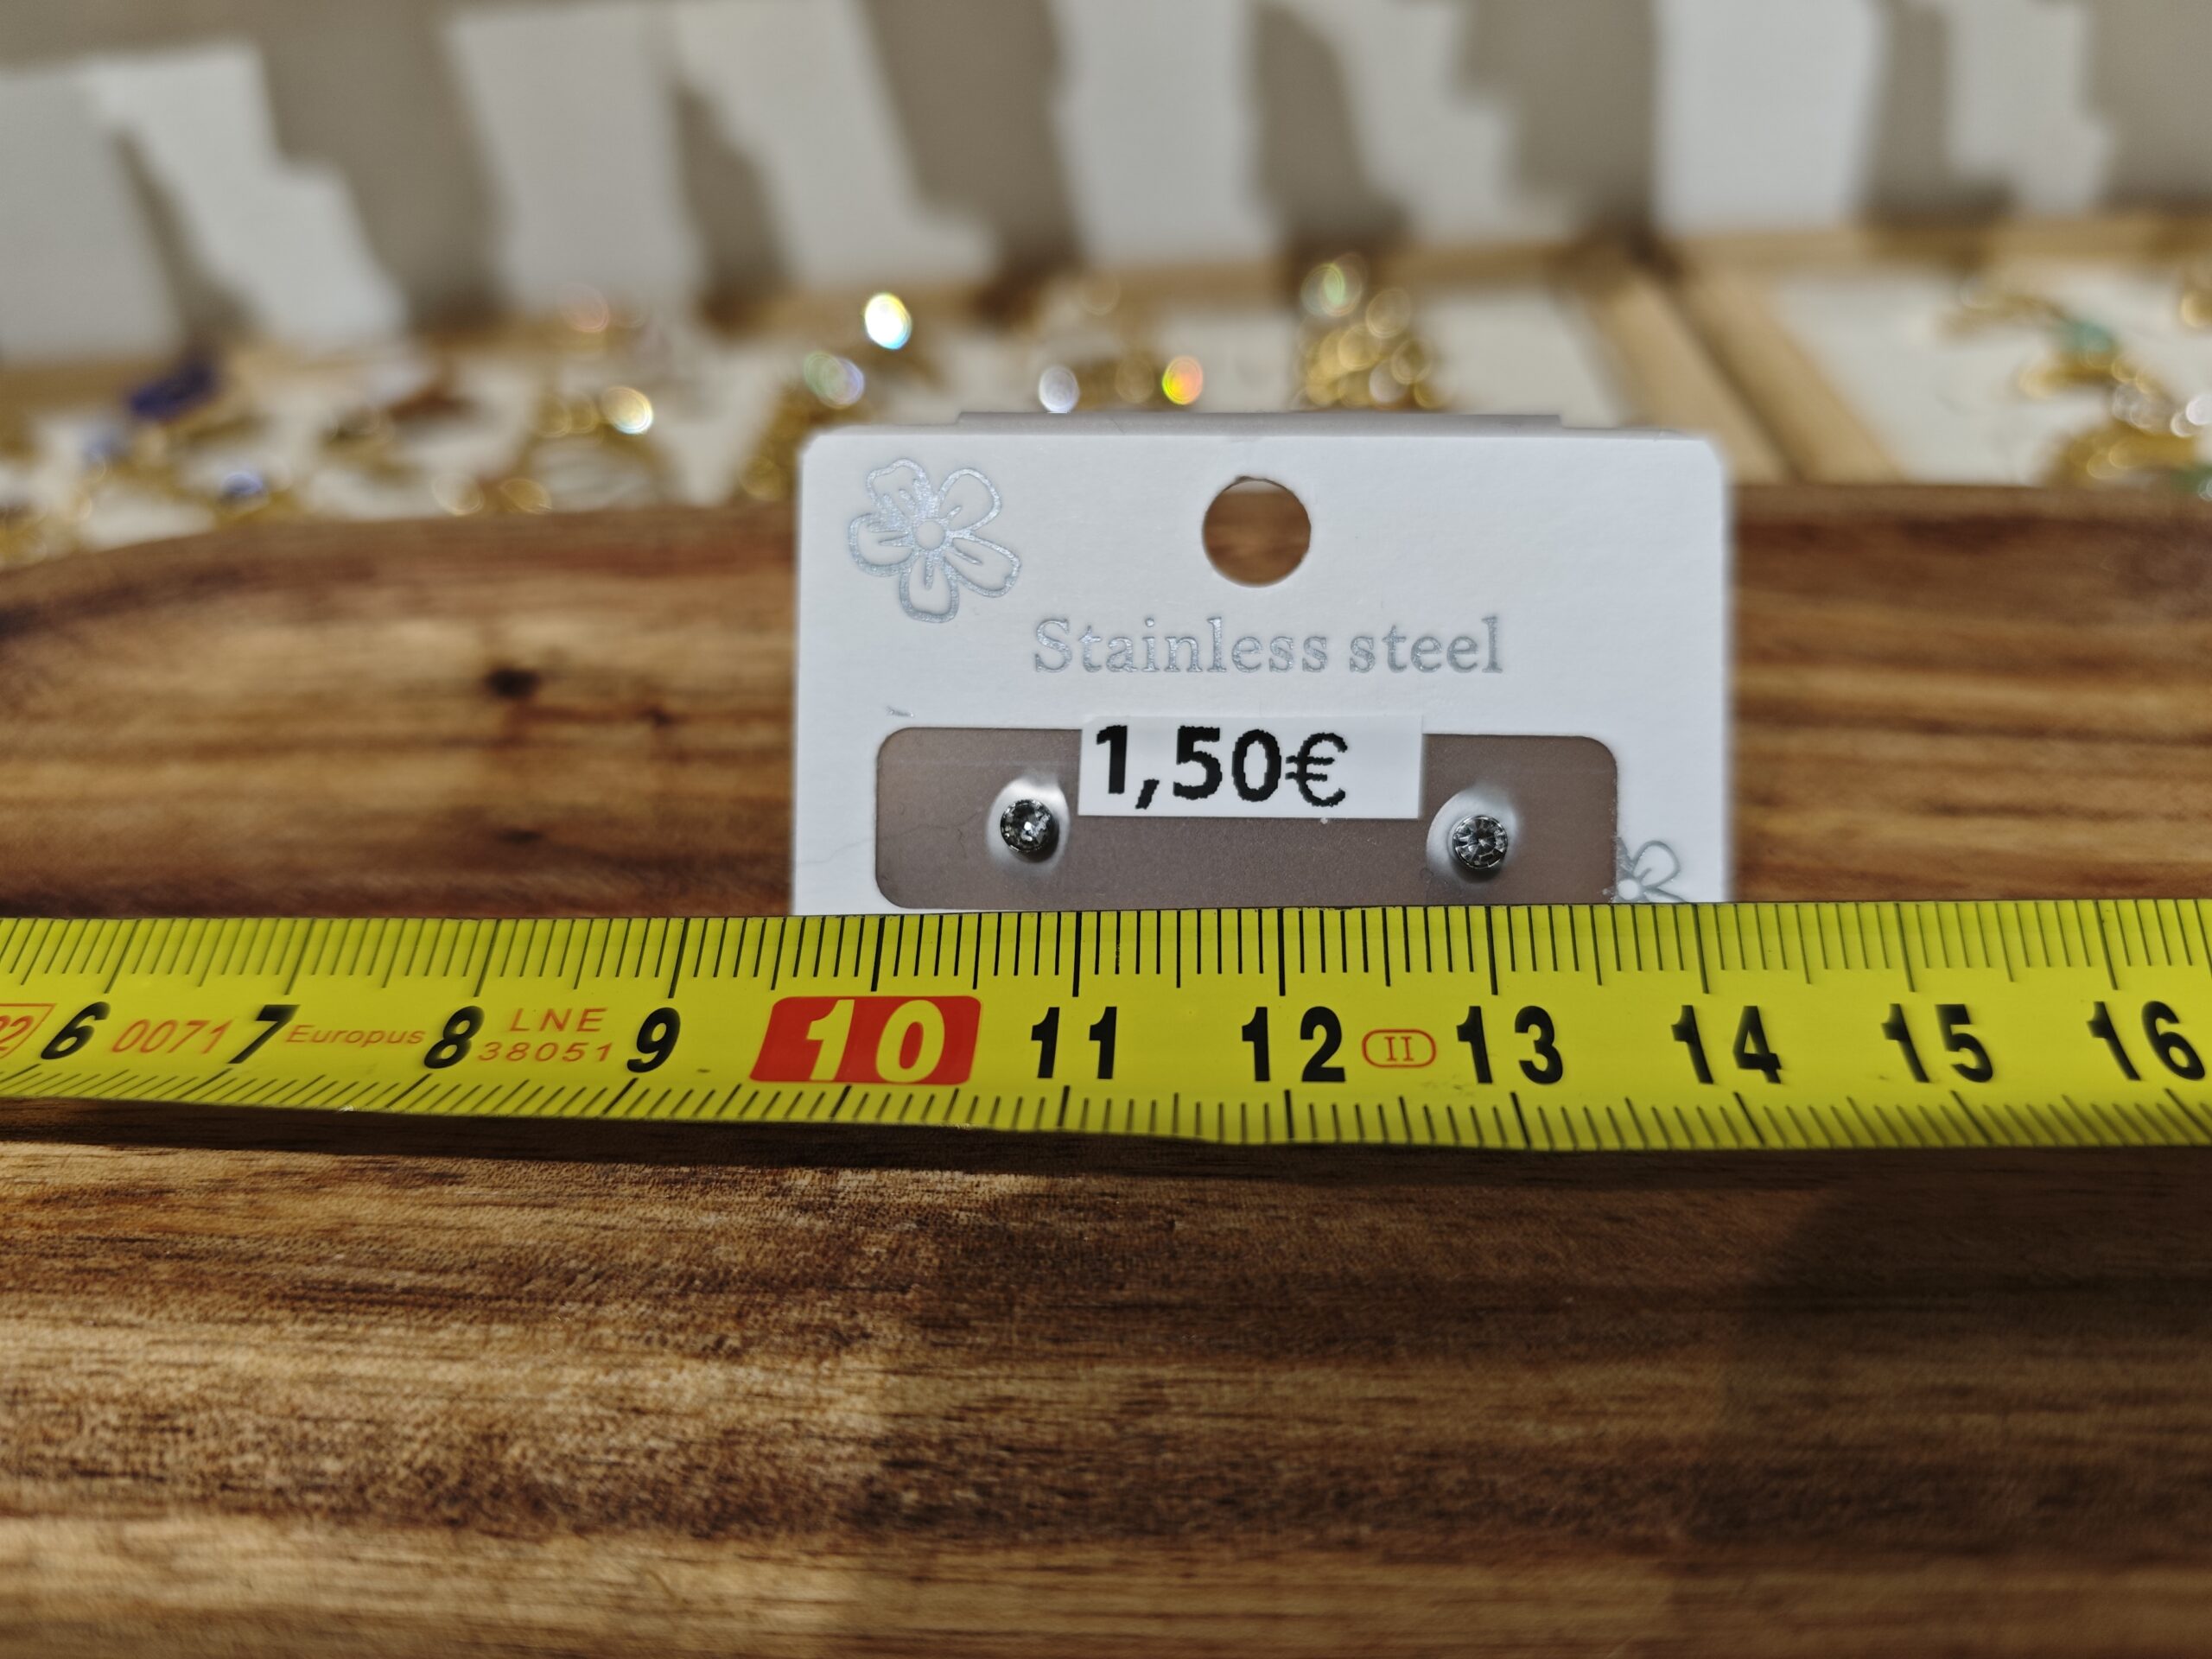 Stainless steel
1,50€
6 0071 7 Europus 8 LNE 9 10 11 12 II 13 14 15 16
38051